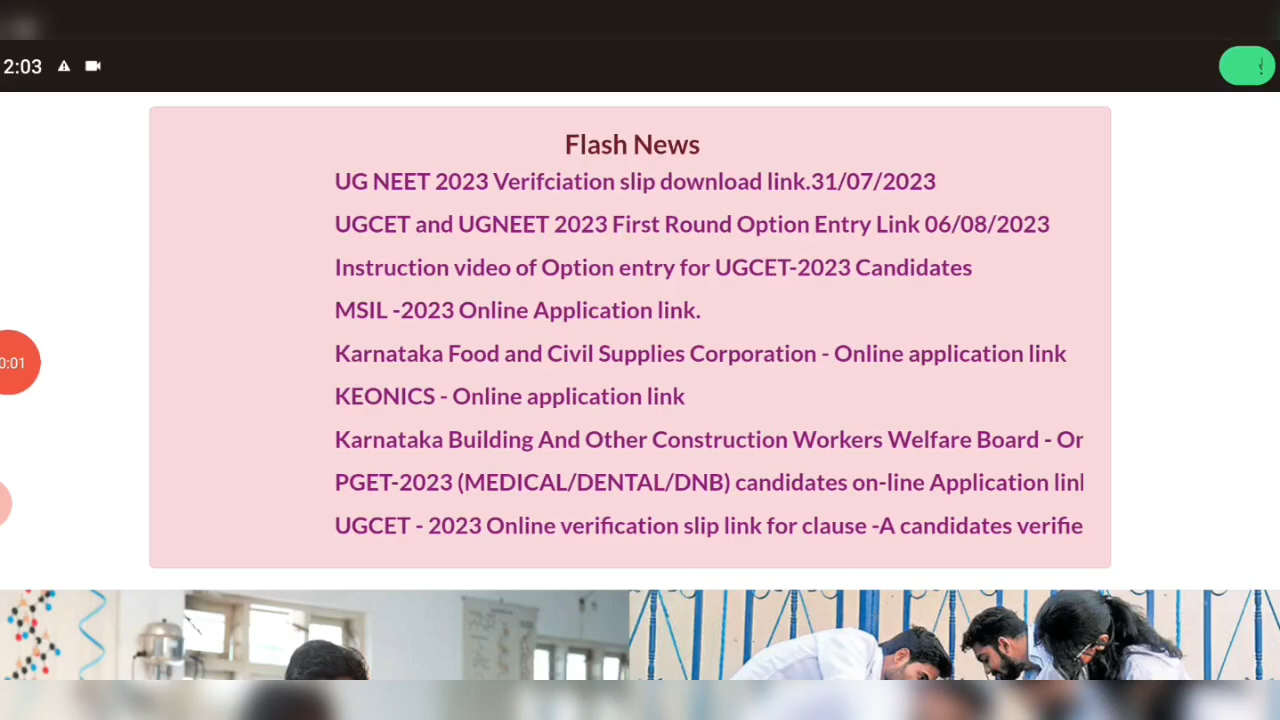 2:03
Flash News
UG NEET 2023 Verifciation slip download link.31/07/2023
UGCET and UGNEET 2023 First Round Option Entry Link 06/08/2023
Instruction video of Option entry for UGCET-2023 Candidates
MSIL -2023 Online Application link.
Karnataka Food and Civil Supplies Corporation - Online application link
0:01
KEONICS - Online application link
Karnataka Building And Other Construction Workers Welfare Board - Or
PGET-2023 (MEDICAL/DENTAL/DNB) candidates on-line Application linl
UGCET - 2023 Online verification slip link for clause -A candidates verifie